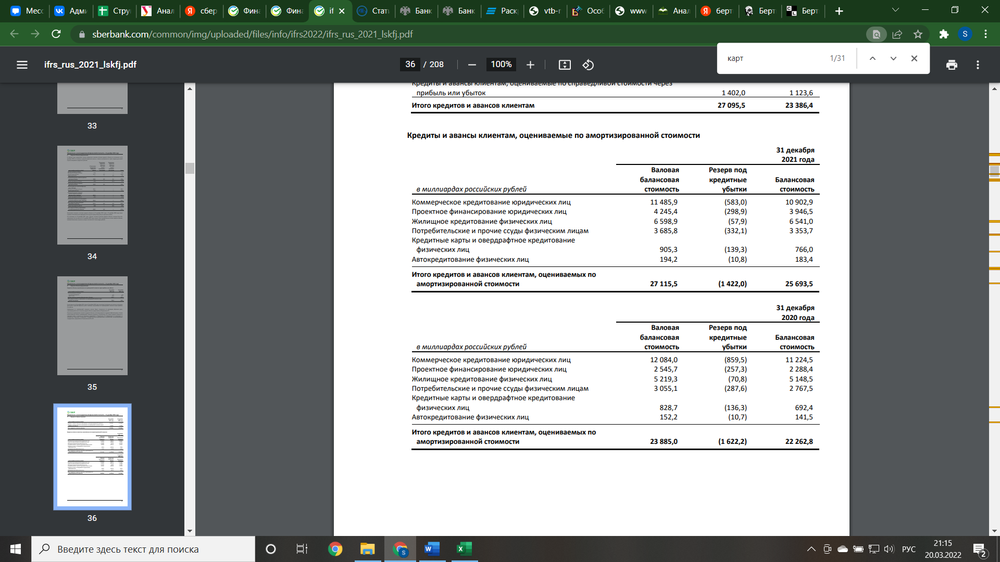 Месс
Адми
Стру
Анал
сбер
Фина
Фина
if
Стат
Банк
Банк
Раск
vtb-r
Особ
www
Анал
берт
Берт
Берт
sberbank.com/common/img/uploaded/files/info/ifrs2022/ifrs_rus_2021_lskfj.pdf
S
ifrs_rus_2021_lskfj.pdf
36 / 208
100%
карт 1/31
33
34
35
36
Кредиты и авансы клиентам, оцениваемые по справедливой стоимости через
прибыль или убыток 1 402,0 1 123,6
Итого кредитов и авансов клиентам 27 095,5 23 386,4
Кредиты и авансы клиентам, оцениваемые по амортизированной стоимости
31 декабря
2021 года
Валовая Резерв под
балансовая кредитные Балансовая
в миллиардах российских рублей стоимость убытки стоимость
Коммерческое кредитование юридических лиц 11 485,9 (583,0) 10 902,9
Проектное финансирование юридических лиц 4 245,4 (298,9) 3 946,5
Жилищное кредитование физических лиц 6 598,9 (57,9) 6 541,0
Потребительские и прочие ссуды физическим лицам 3 685,8 (332,1) 3 353,7
Кредитные карты и овердрафтное кредитование
физических лиц 905,3 (139,3) 766,0
Автокредитование физических лиц 194,2 (10,8) 183,4
Итого кредитов и авансов клиентам, оцениваемых по
амортизированной стоимости 27 115,5 (1 422,0) 25 693,5
31 декабря
2020 года
Валовая Резерв под
балансовая кредитные Балансовая
в миллиардах российских рублей стоимость убытки стоимость
Коммерческое кредитование юридических лиц 12 084,0 (859,5) 11 224,5
Проектное финансирование юридических лиц 2 545,7 (257,3) 2 288,4
Жилищное кредитование физических лиц 5 219,3 (70,8) 5 148,5
Потребительские и прочие ссуды физическим лицам 3 055,1 (287,6) 2 767,5
Кредитные карты и овердрафтное кредитование
физических лиц 828,7 (136,3) 692,4
Автокредитование физических лиц 152,2 (10,7) 141,5
Итого кредитов и авансов клиентам, оцениваемых по
амортизированной стоимости 23 885,0 (1 622,2) 22 262,8
Введите здесь текст для поиска
РУС
21:15
20.03.2022
2